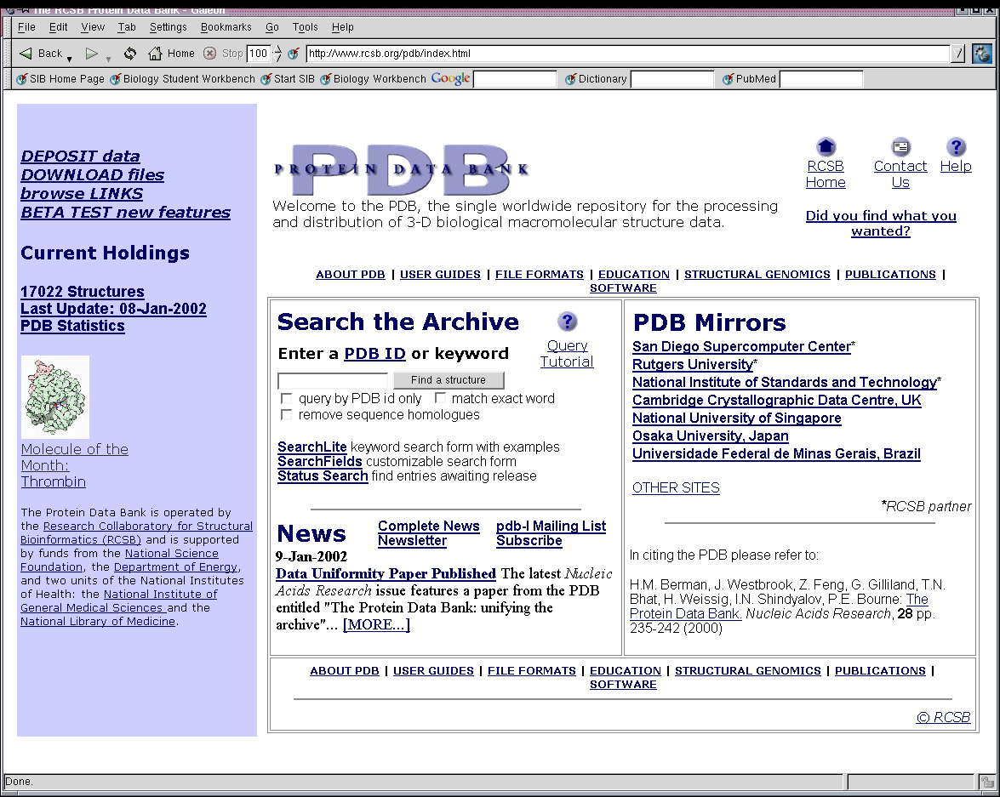 The RCSB Protein Data Bank - Galeon
File Edit View Tab Settings Bookmarks Go Tools Help
Back Home Stop 100 http://www.rcsb.org/pdb/index.html
SIB Home Page Biology Student Workbench Start SIB Biology Workbench Google Dictionary PubMed
DEPOSIT data
DOWNLOAD files
browse LINKS
BETA TEST new features
Current Holdings
17022 Structures
Last Update: 08-Jan-2002
PDB Statistics
Molecule of the
Month:
Thrombin
The Protein Data Bank is operated by
the Research Collaboratory for Structural
Bioinformatics (RCSB) and is supported
by funds from the National Science
Foundation, the Department of Energy,
and two units of the National Institutes
of Health: the National Institute of
General Medical Sciences and the
National Library of Medicine.
PDB
PROTEIN DATA BANK
Welcome to the PDB, the single worldwide repository for the processing
and distribution of 3-D biological macromolecular structure data.
RCSB
Home
Contact
Us
? Help
Did you find what you
wanted?
ABOUT PDB | USER GUIDES | FILE FORMATS | EDUCATION | STRUCTURAL GENOMICS | PUBLICATIONS |
SOFTWARE
Search the Archive
?
Query
Tutorial
Enter a PDB ID or keyword
Find a structure
query by PDB id only match exact word
remove sequence homologues
SearchLite keyword search form with examples
SearchFields customizable search form
Status Search find entries awaiting release
News
Complete News
Newsletter
pdb-l Mailing List
Subscribe
9-Jan-2002
Data Uniformity Paper Published The latest Nucleic
Acids Research issue features a paper from the PDB
entitled "The Protein Data Bank: unifying the
archive"... [MORE...]
PDB Mirrors
San Diego Supercomputer Center*
Rutgers University*
National Institute of Standards and Technology*
Cambridge Crystallographic Data Centre, UK
National University of Singapore
Osaka University, Japan
Universidade Federal de Minas Gerais, Brazil
OTHER SITES
*RCSB partner
In citing the PDB please refer to:
H.M. Berman, J. Westbrook, Z. Feng, G. Gilliland, T.N.
Bhat, H. Weissig, I.N. Shindyalov, P.E. Bourne: The
Protein Data Bank. Nucleic Acids Research, 28 pp.
235-242 (2000)
ABOUT PDB | USER GUIDES | FILE FORMATS | EDUCATION | STRUCTURAL GENOMICS | PUBLICATIONS |
SOFTWARE
© RCSB
Done.